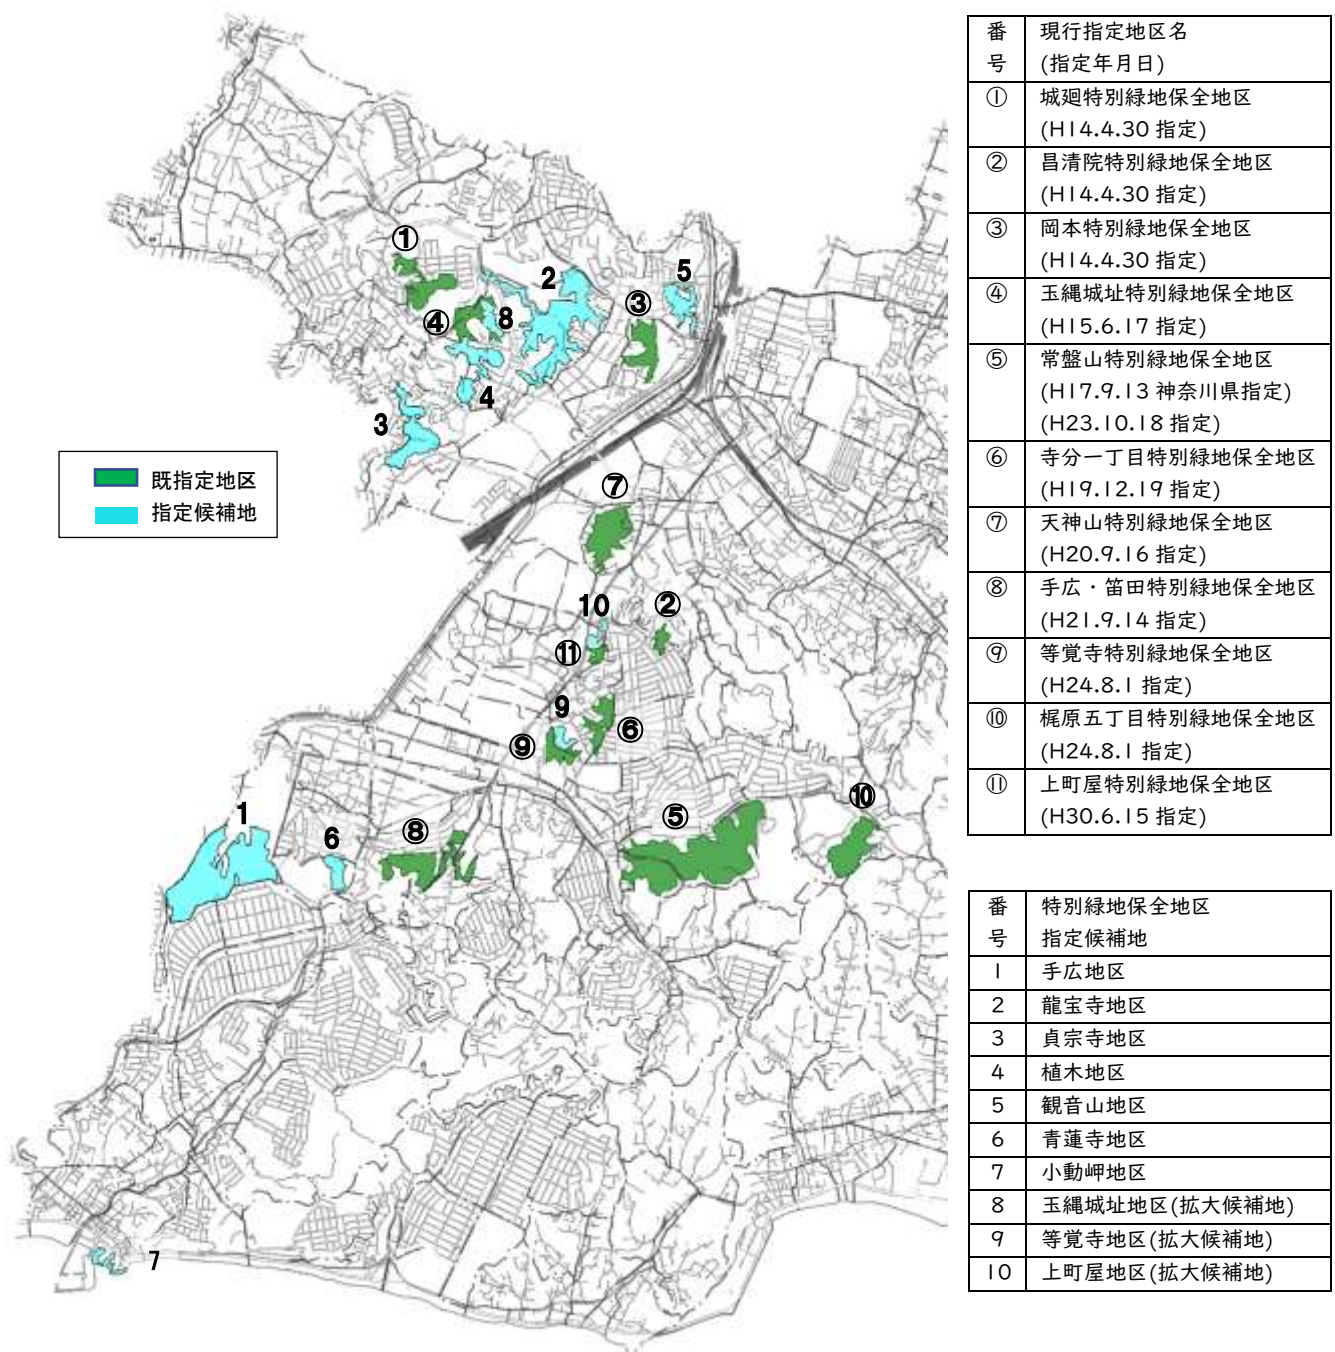 ①
2
5
③
④
8
4
3
既指定地区
指定候補地
⑦
10
②
⑪
9
⑥
⑨
1
6
⑧
⑤
⑩
7
番号 現行指定地区名
(指定年月日)
① 城廻特別緑地保全地区
(H14.4.30 指定)
② 昌清院特別緑地保全地区
(H14.4.30 指定)
③ 岡本特別緑地保全地区
(H14.4.30 指定)
④ 玉縄城址特別緑地保全地区
(H15.6.17 指定)
⑤ 常盤山特別緑地保全地区
(H17.9.13 神奈川県指定)
(H23.10.18 指定)
⑥ 寺分一丁目特別緑地保全地区
(H19.12.19 指定)
⑦ 天神山特別緑地保全地区
(H20.9.16 指定)
⑧ 手広・笛田特別緑地保全地区
(H21.9.14 指定)
⑨ 等覚寺特別緑地保全地区
(H24.8.1 指定)
⑩ 梶原五丁目特別緑地保全地区
(H24.8.1 指定)
⑪ 上町屋特別緑地保全地区
(H30.6.15 指定)
番号 特別緑地保全地区
指定候補地
1 手広地区
2 龍宝寺地区
3 貞宗寺地区
4 植木地区
5 観音山地区
6 青蓮寺地区
7 小動岬地区
8 玉縄城址地区(拡大候補地)
9 等覚寺地区(拡大候補地)
10 上町屋地区(拡大候補地)